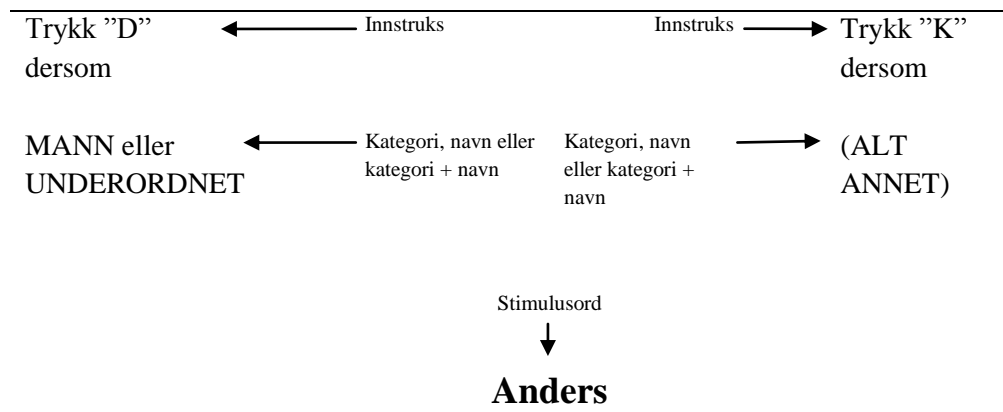 Trykk ”D”
dersom
Innstruks
Innstruks
Trykk ”K”
dersom
MANN eller
UNDERORDNET
Kategori, navn eller
kategori + navn
Kategori, navn
eller kategori +
navn
(ALT
ANNET)
Stimulusord
Anders